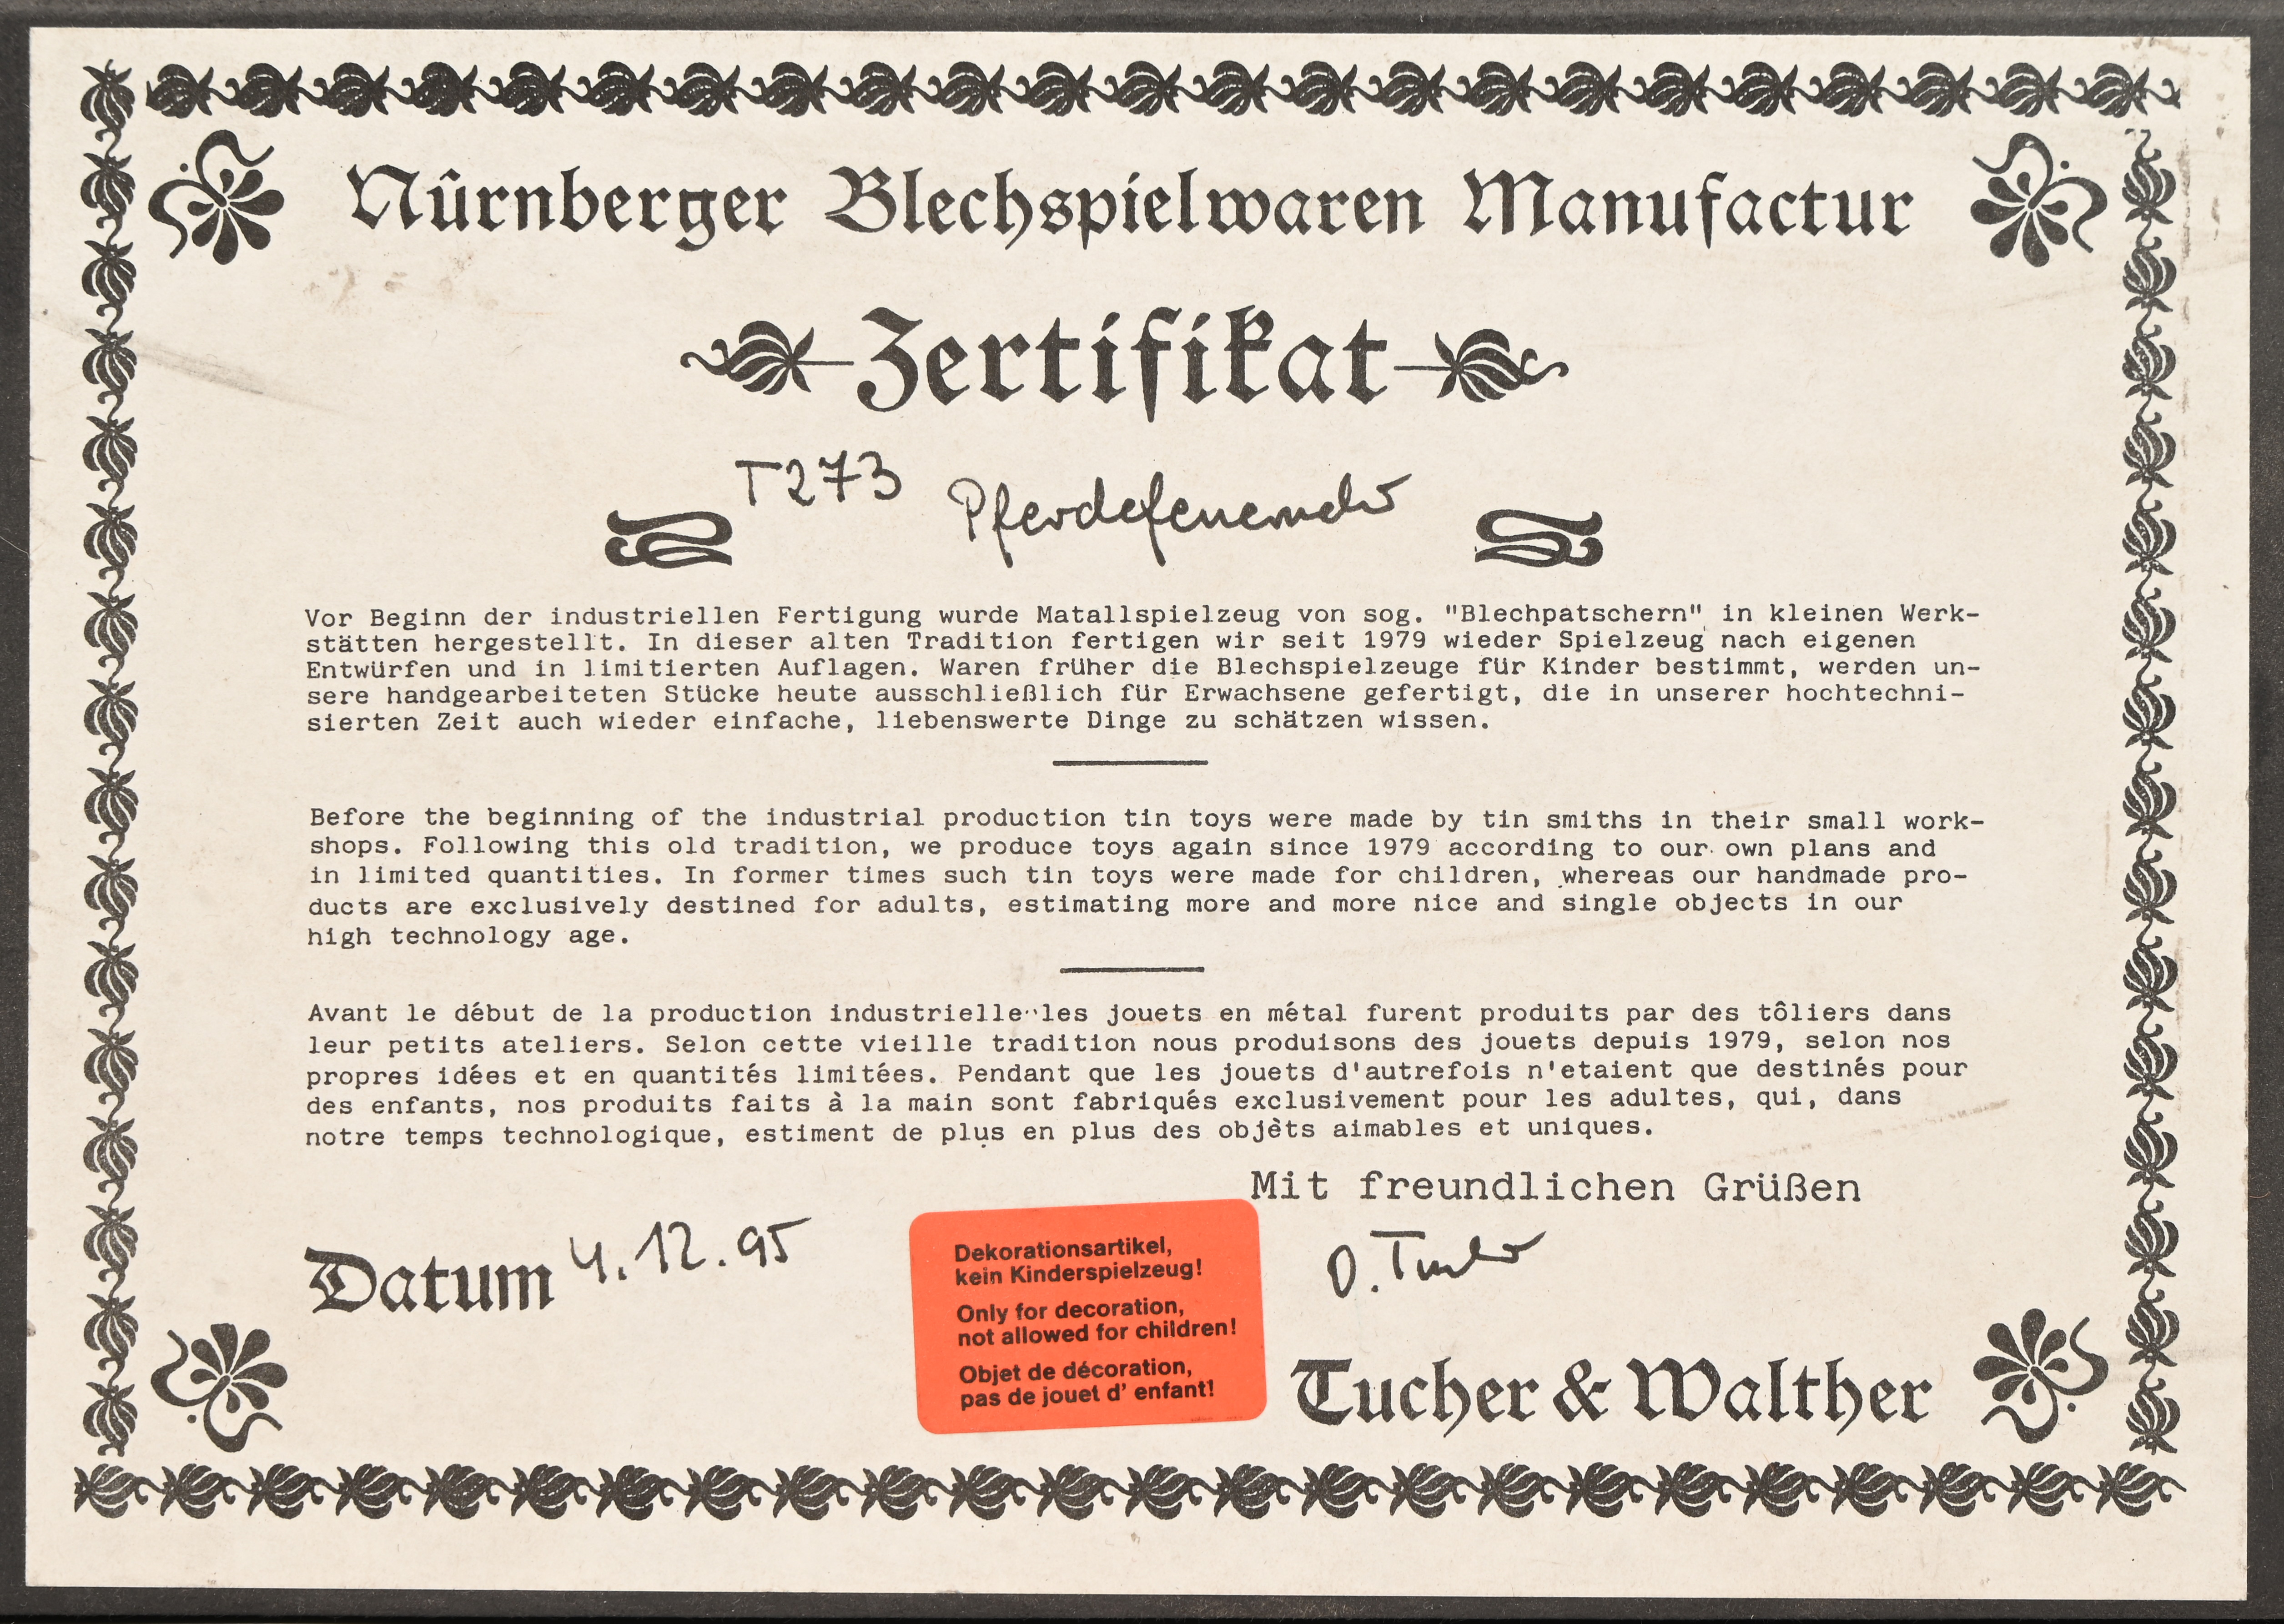 Nürnberger Blechspielwaren Manufactur
Zertifikat
T273 Pferdefeuerwehr
Vor Beginn der industriellen Fertigung wurde Matallspielzeug von sog. "Blechpatschern" in kleinen Werk-
stätten hergestellt. In dieser alten Tradition fertigen wir seit 1979 wieder Spielzeug nach eigenen
Entwürfen und in limitierten Auflagen. Waren früher die Blechspielzeuge für Kinder bestimmt, werden un-
sere handgearbeiteten Stücke heute ausschließlich für Erwachsene gefertigt, die in unserer hochtechni-
sierten Zeit auch wieder einfache, liebenswerte Dinge zu schätzen wissen.
Before the beginning of the industrial production tin toys were made by tin smiths in their small work-
shops. Following this old tradition, we produce toys again since 1979 according to our own plans and
in limited quantities. In former times such tin toys were made for children, whereas our handmade pro-
ducts are exclusively destined for adults, estimating more and more nice and single objects in our
high technology age.
Avant le début de la production industrielle les jouets en métal furent produits par des tôliers dans
leur petits ateliers. Selon cette vieille tradition nous produisons des jouets depuis 1979, selon nos
propres idées et en quantités limitées. Pendant que les jouets d'autrefois n'etaient que destinés pour
des enfants, nos produits faits à la main sont fabriqués exclusivement pour les adultes, qui, dans
notre temps technologique, estiment de plus en plus des objèts aimables et uniques.
Mit freundlichen Grüßen
Datum 4.12.95
Dekorationsartikel,
kein Kinderspielzeug!
Only for decoration,
not allowed for children!
Objet de décoration,
pas de jouet d' enfant!
O. Tucher
Tucher & Walther